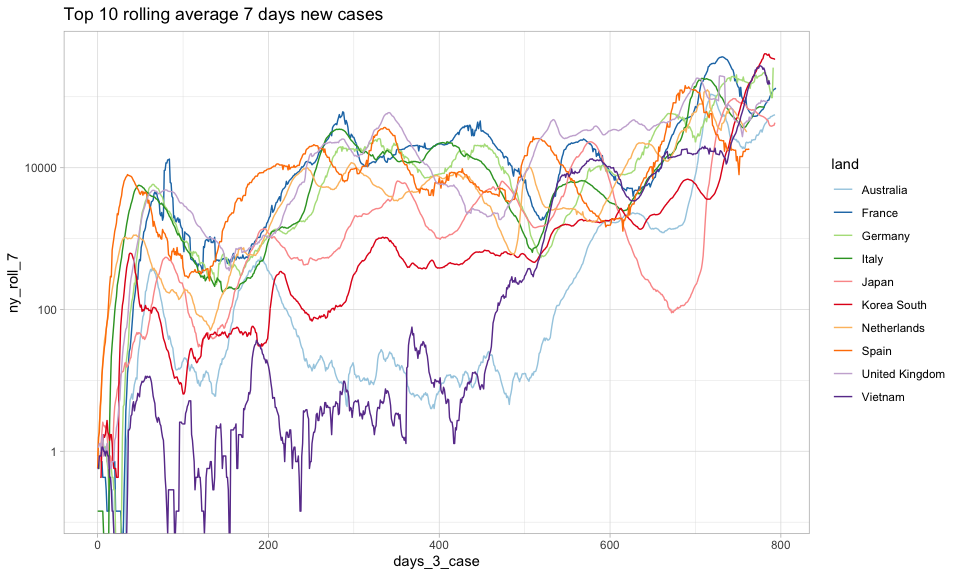 Top 10 rolling average 7 days new cases
ny_roll_7
10000
100
1
0
200
400
600
800
days_3_case
land
Australia
France
Germany
Italy
Japan
Korea South
Netherlands
Spain
United Kingdom
Vietnam